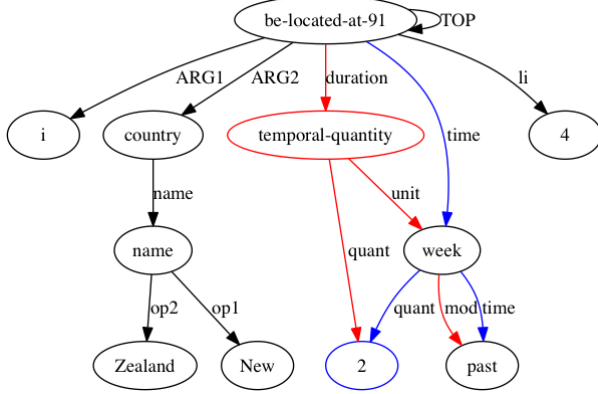 be-located-at-91 TOP
ARG1 ARG2 duration li
i country temporal-quantity time 4
name unit
name quant week
op2 op1 quant mod time
Zealand New 2 past